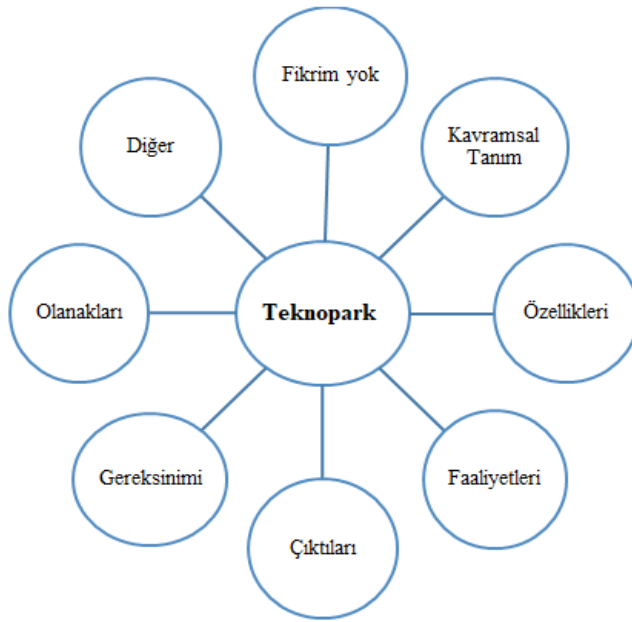 Fikrim yok
Kavramsal
Tanım
Diğer
Olanakları
Teknopark
Özellikleri
Gereksinimi
Faaliyetleri
Çıktıları